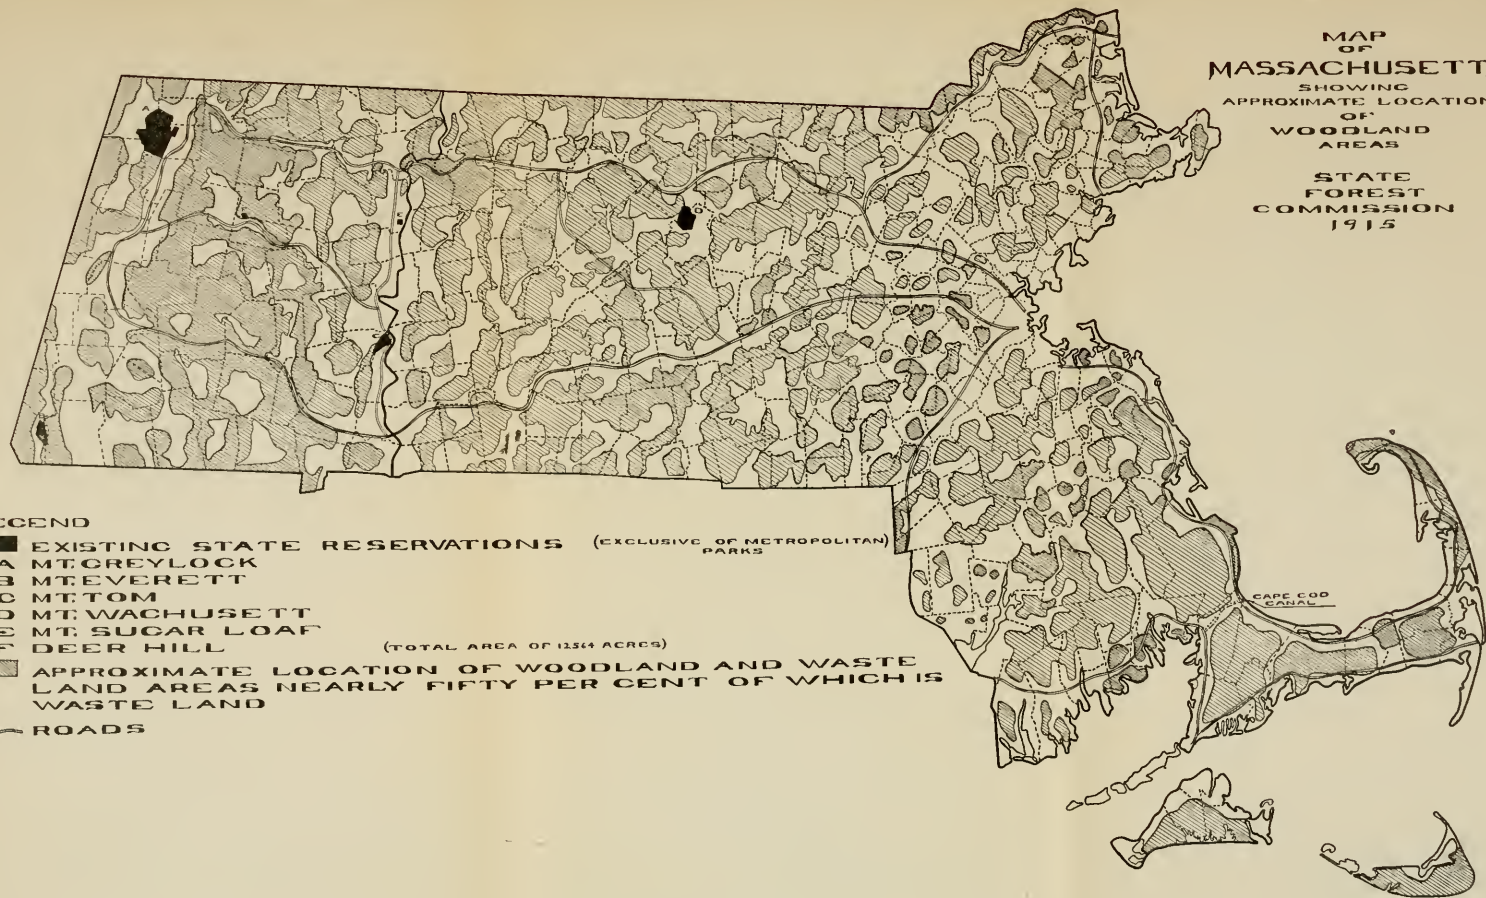 MAP
OF
MASSACHUSETT
SHOWING
APPROXIMATE LOCATION
OF
WOODLAND
AREAS
STATE
FOREST
COMMISSION
1915
CAPE COD
CANAL
EGEND
EXISTING STATE RESERVATIONS (EXCLUSIVE OF METROPOLITAN)
PARKS
A MT. GREYLOCK
B MT. EVERETT
C MT. TOM
D MT. WACHUSETT
E MT. SUGAR LOAF
F DEER HILL (TOTAL AREA OF 12564 ACRES)
APPROXIMATE LOCATION OF WOODLAND AND WASTE
LAND AREAS NEARLY FIFTY PER CENT OF WHICH IS
WASTE LAND
ROADS